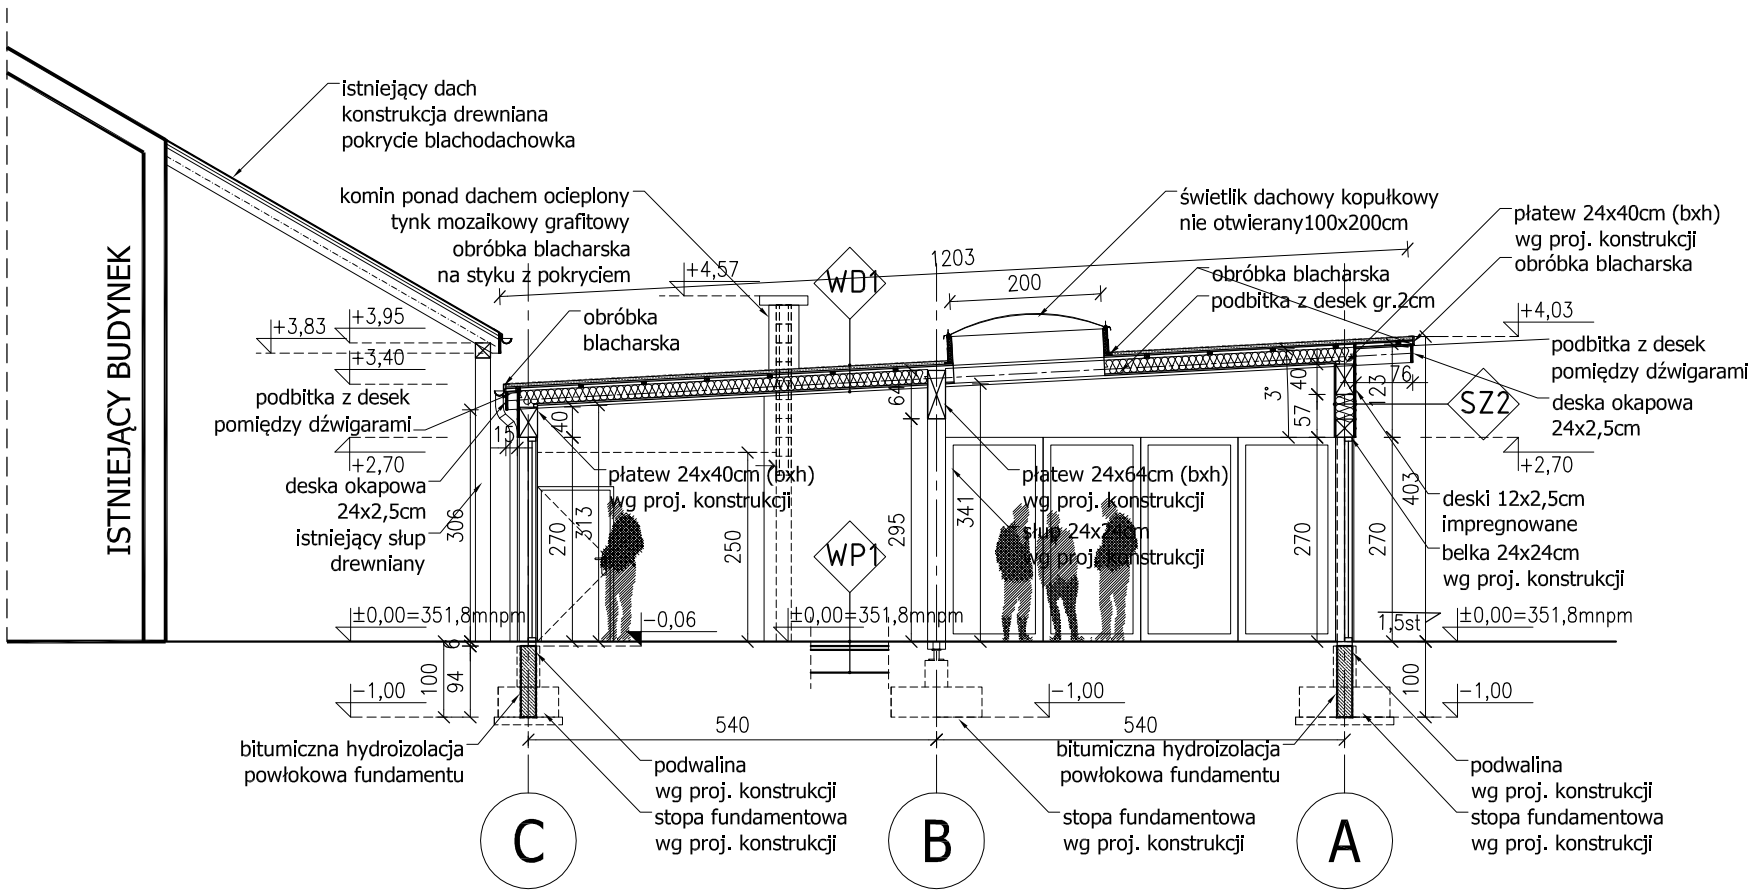 istniejący dach
konstrukcja drewniana
pokrycie blachodachowka
komin ponad dachem ocieplony
tynk mozaikowy grafitowy
obróbka blacharska
na styku z pokryciem
świetlik dachowy kopułkowy
nie otwierany100x200cm
płatew 24x40cm (bxh)
wg proj. konstrukcji
obróbka blacharska
ISTNIEJĄCY BUDYNEK
+4,57
WD1
1203
200
obróbka blacharska
podbitka z desek gr.2cm
+3,95
+3,83
+3,40
obróbka
blacharska
+4,03
podbitka z desek
pomiędzy dźwigarami
podbitka z desek
pomiędzy dźwigarami
64
3°
40
57
123
76
SZ2
deska okapowa
24x2,5cm
15
40
+2,70
+2,70
deska okapowa
24x2,5cm
istniejący słup
drewniany
306
płatew 24x40cm (bxh)
wg proj. konstrukcji
płatew 24x64cm (bxh)
wg proj. konstrukcji
słup 24x24cm
wg proj. konstrukcji
deski 12x2,5cm
impregnowane
belka 24x24cm
wg proj. konstrukcji
270
313
250
WP1
295
341
270
270
403
±0,00=351,8mnpm
-0,06
±0,00=351,8mnpm
1,5st
±0,00=351,8mnpm
6
100
94
-1,00
-1,00
100
-1,00
540
540
bitumiczna hydroizolacja
powłokowa fundamentu
podwalina
wg proj. konstrukcji
stopa fundamentowa
wg proj. konstrukcji
bitumiczna hydroizolacja
powłokowa fundamentu
stopa fundamentowa
wg proj. konstrukcji
podwalina
wg proj. konstrukcji
stopa fundamentowa
wg proj. konstrukcji
C
B
A